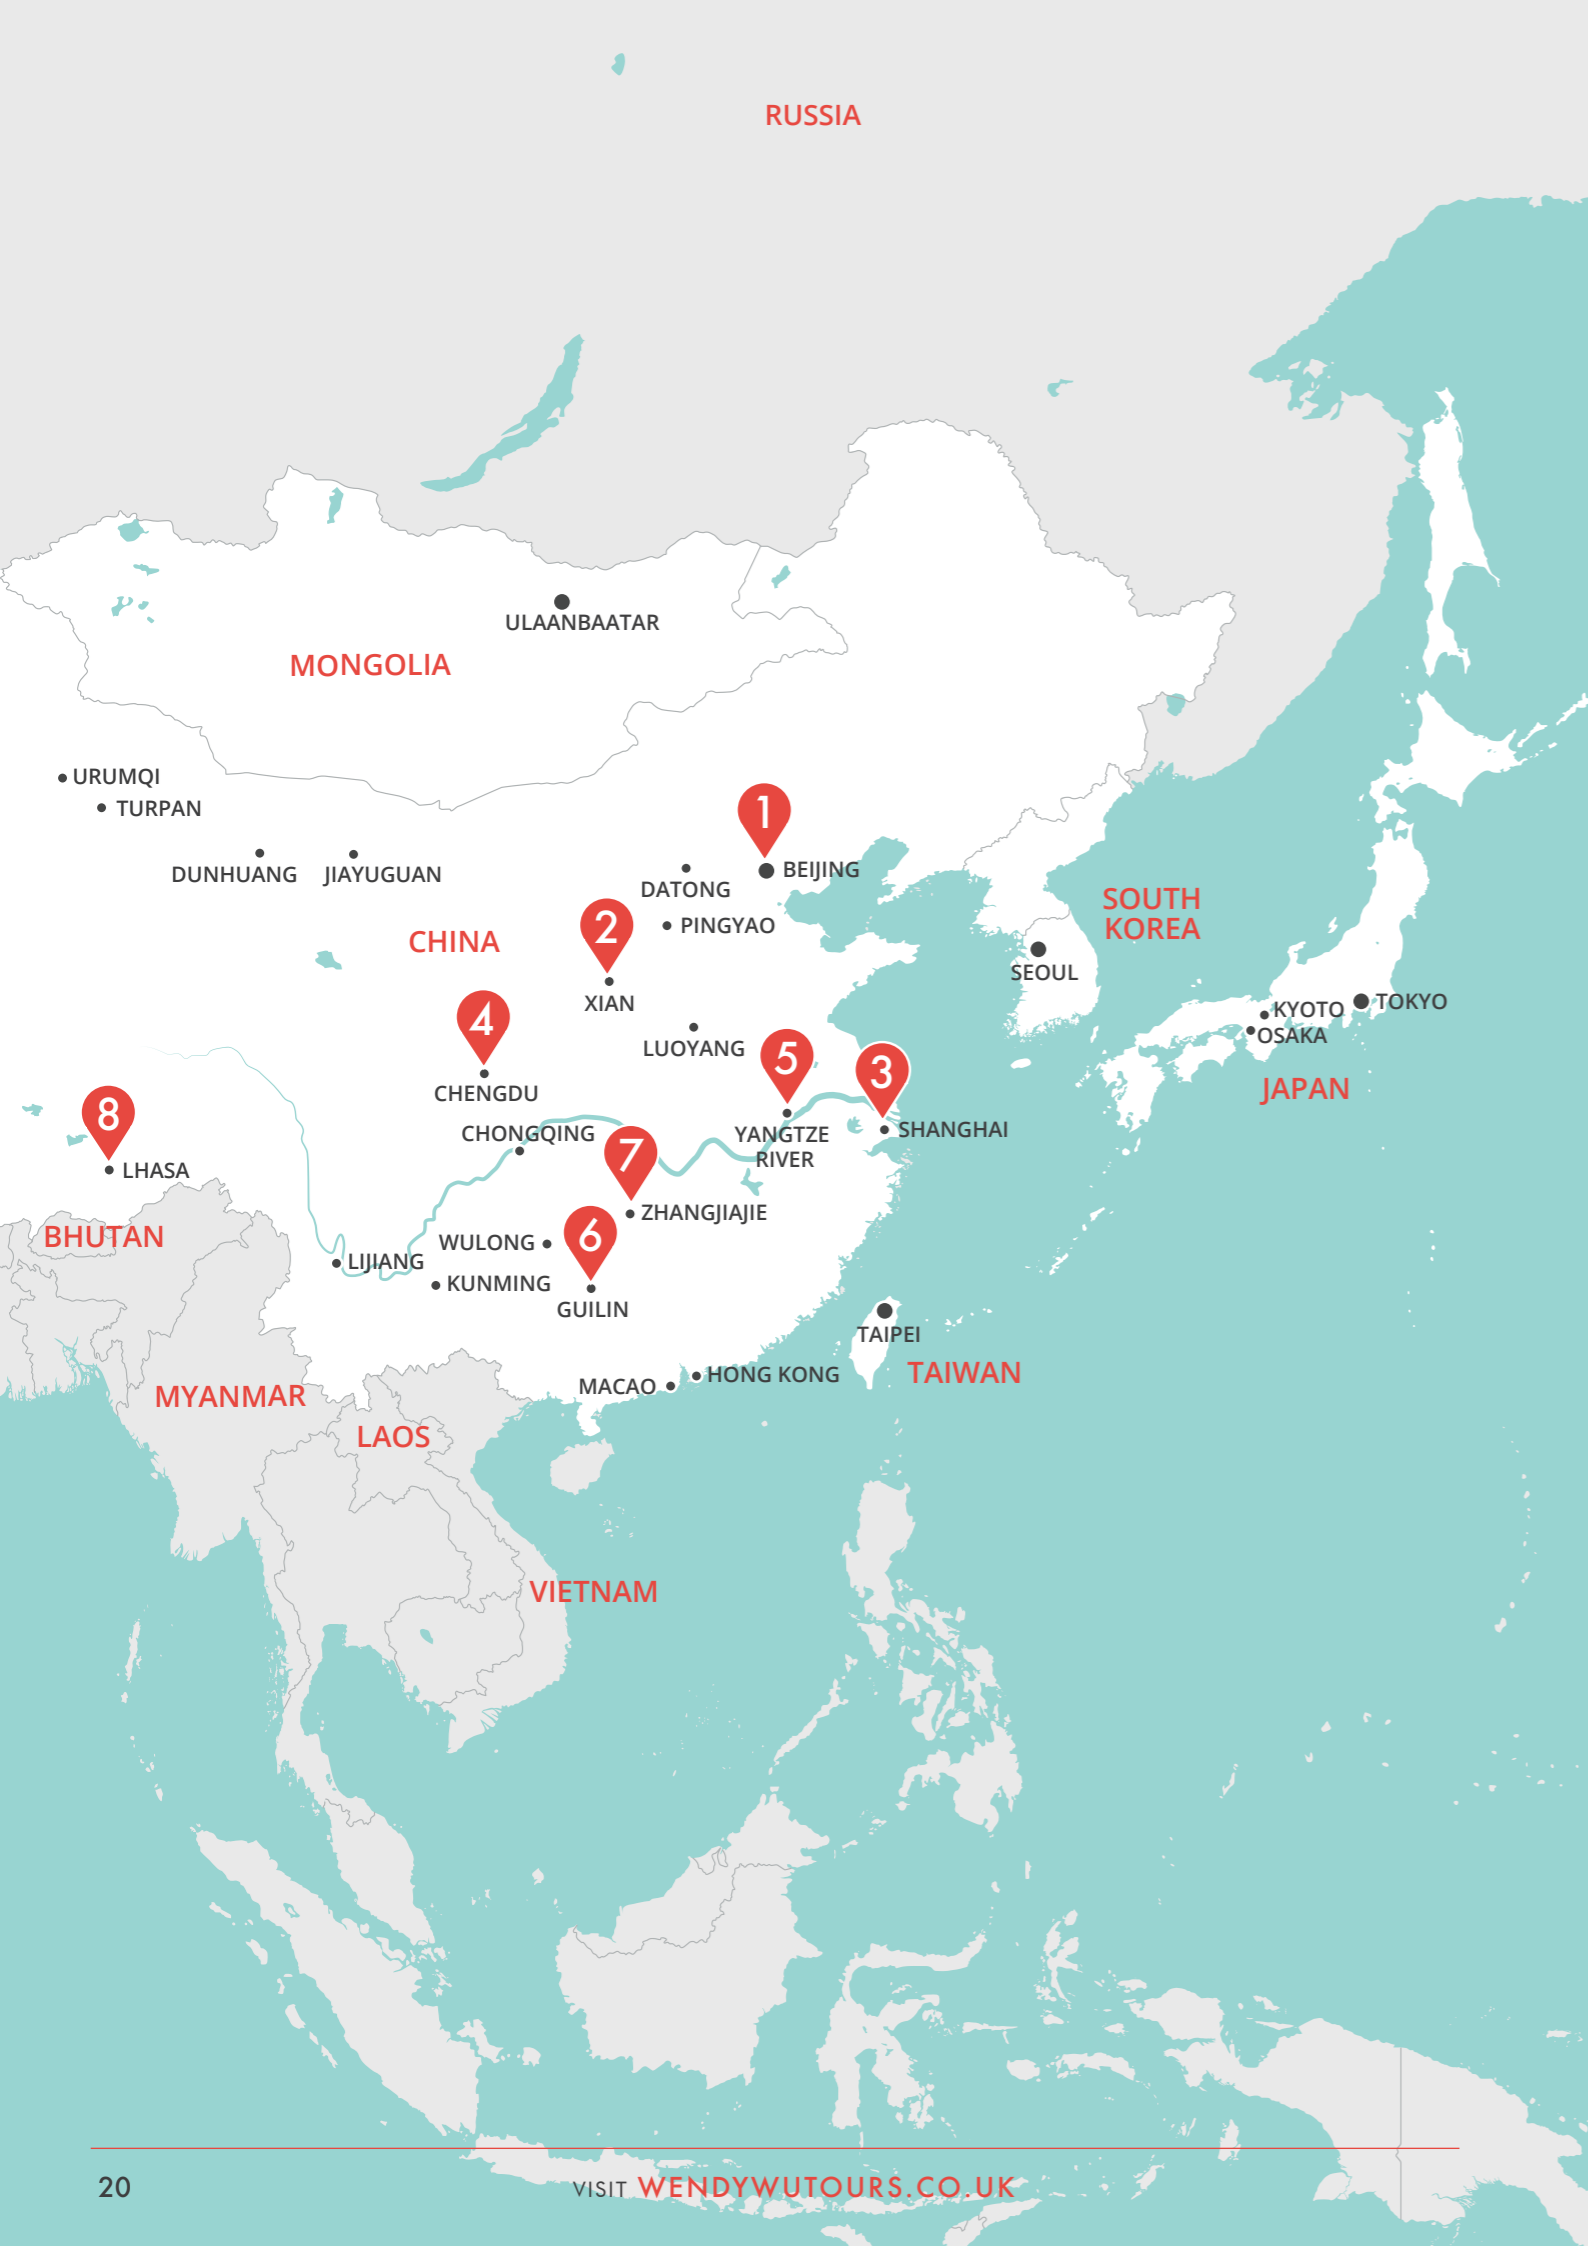 RUSSIA
ULAANBAATAR
MONGOLIA
URUMQI
TURPAN
1
BEIJING
DUNHUANG
JIAYUGUAN
DATONG
2
PINGYAO
CHINA
SOUTH
KOREA
SEOUL
XIAN
4
KYOTO
TOKYO
OSAKA
LUOYANG
5
3
JAPAN
CHENGDU
8
CHONGQING
YANGTZE
RIVER
SHANGHAI
7
LHASA
ZHANGJIAJIE
BHUTAN
6
WULONG
LIJIANG
KUNMING
GUILIN
TAIPEI
TAIWAN
HONG KONG
MACAO
MYANMAR
LAOS
VIETNAM
20
VISIT WENDYWUTOURS.CO.UK